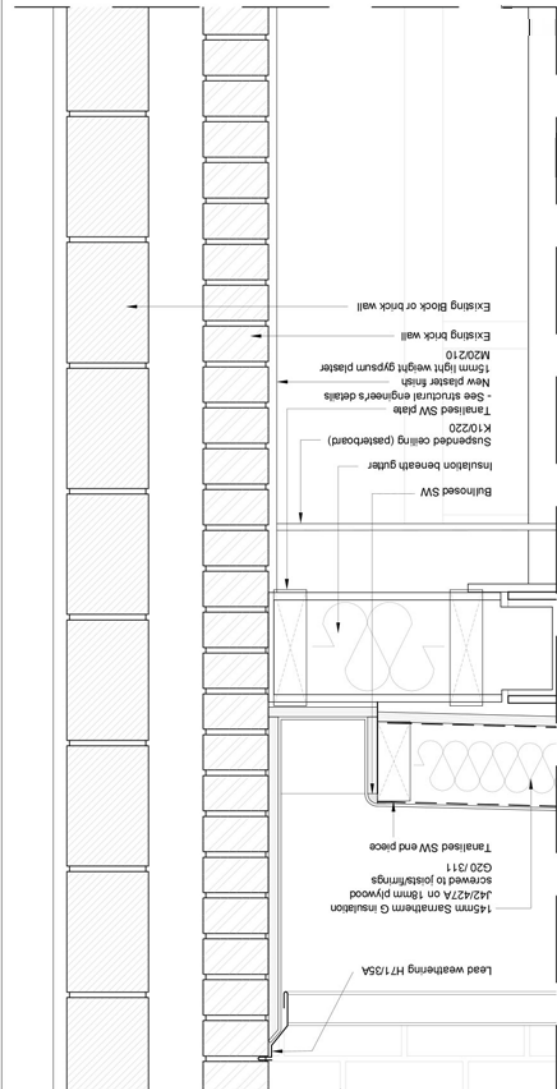 Lead weathering H71/35A
145mm Sarnatherm G insulation
J42/427A on 18mm plywood
screwed to joists/firrings
G20 /311
Tanalised SW end piece
Bullnosed SW
Insulation beneath gutter
Suspended ceiling (pasterboard)
K10/220
Tanalised SW plate
- See structural engineer's details
New plaster finish
15mm light weight gypsum plaster
M20/210
Existing brick wall
Existing Block or brick wall